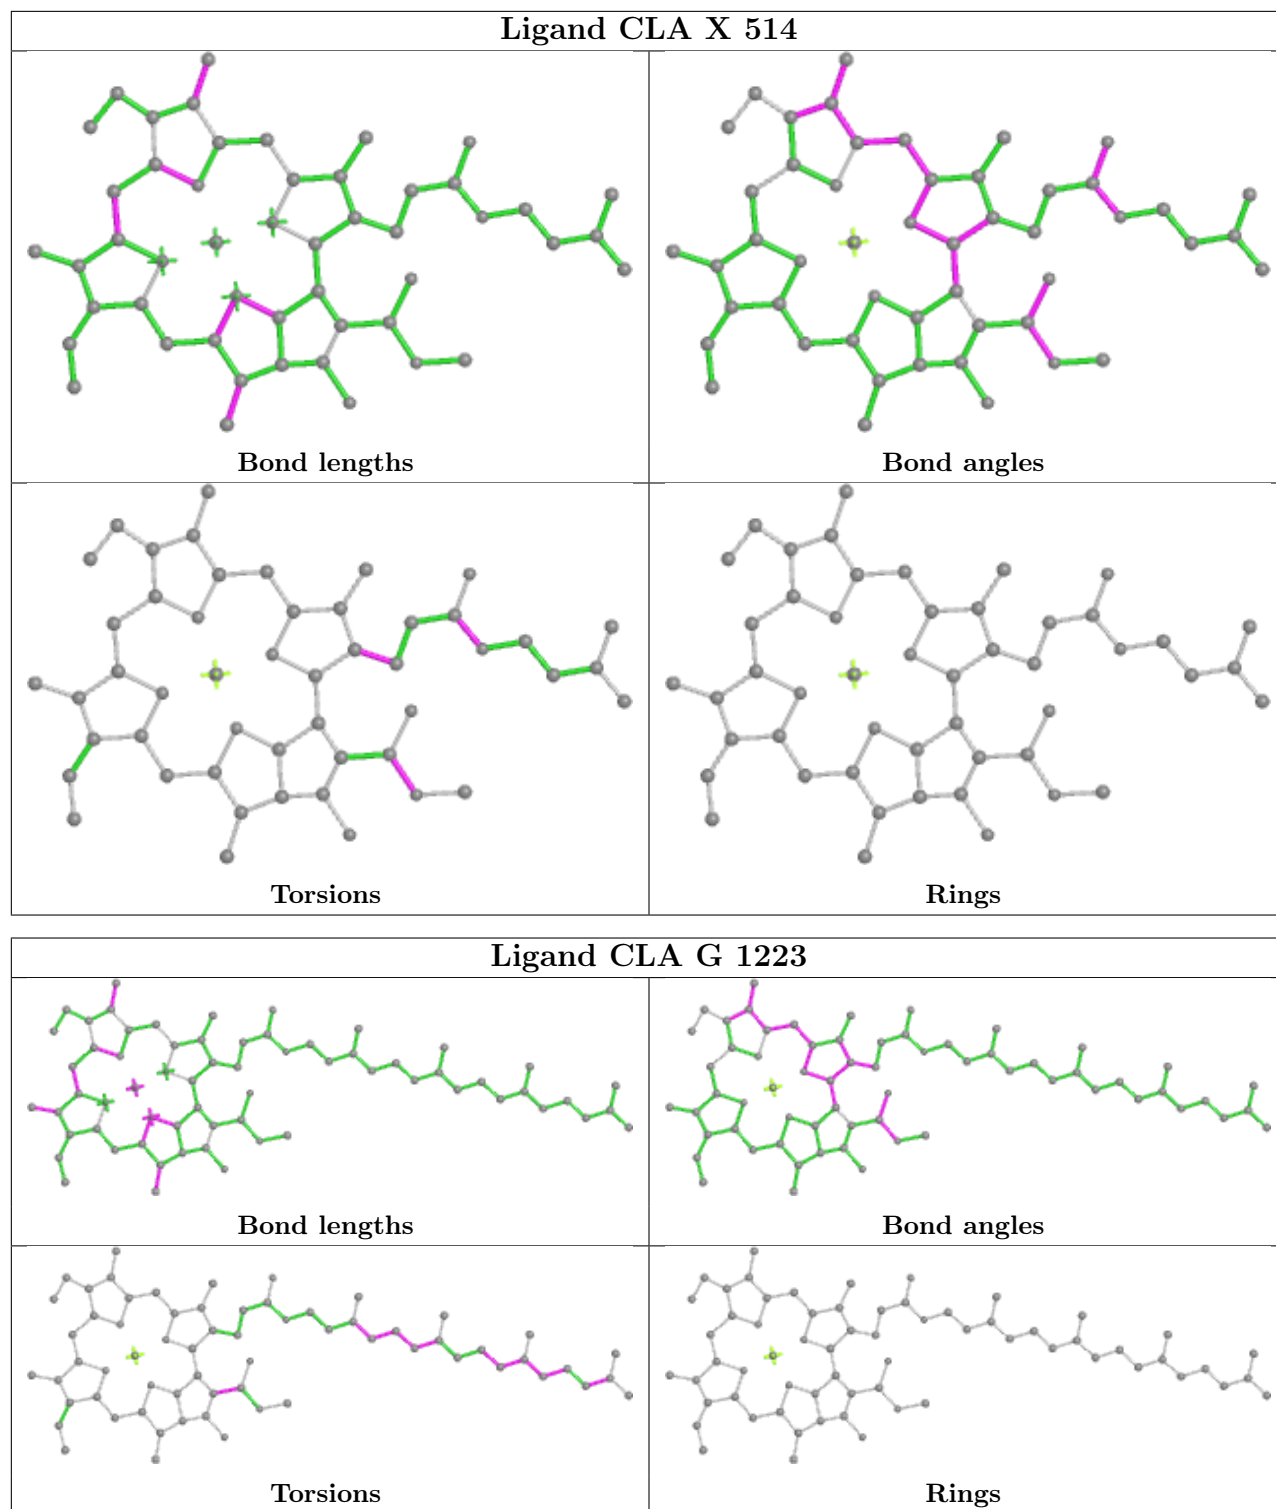 Ligand CLA X 514
Bond lengths
Bond angles
Torsions
Rings
Ligand CLA G 1223
Bond lengths
Bond angles
Torsions
Rings